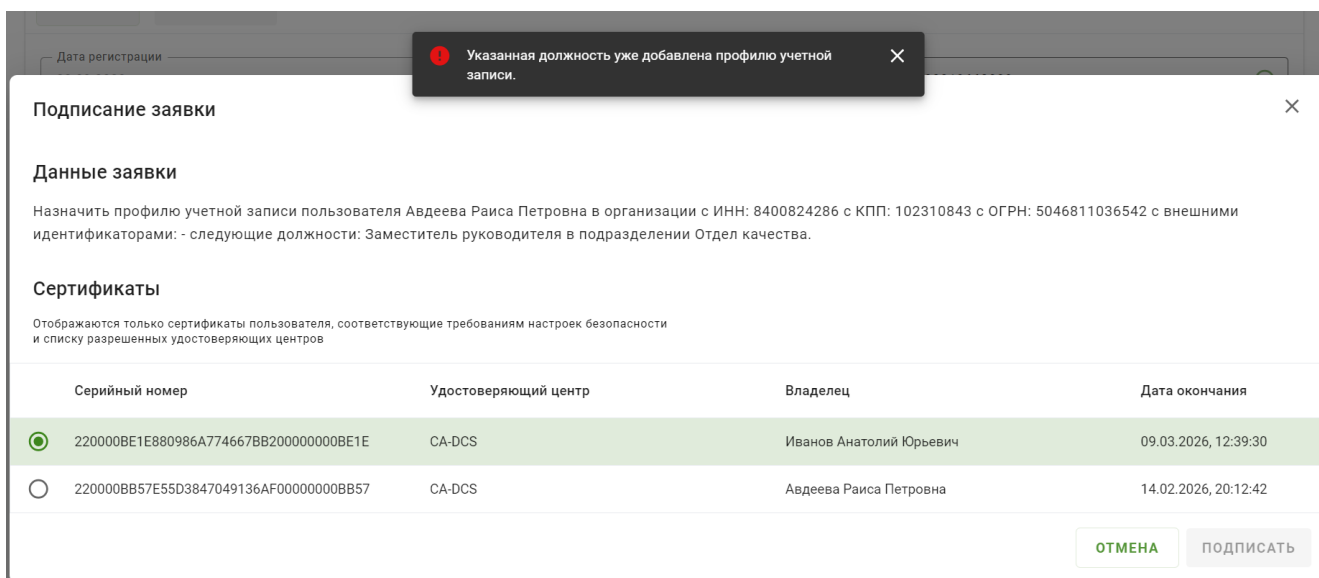 Дата регистрации
Указанная должность уже добавлена профилю учетной
записи.
Подписание заявки
Данные заявки
Назначить профилю учетной записи пользователя Авдеева Раиса Петровна в организации с ИНН: 8400824286 с КПП: 102310843 с ОГРН: 5046811036542 с внешними
идентификаторами: - следующие должности: Заместитель руководителя в подразделении Отдел качества.
Сертификаты
Отображаются только сертификаты пользователя, соответствующие требованиям настроек безопасности
и списку разрешенных удостоверяющих центров
Серийный номер Удостоверяющий центр Владелец Дата окончания
220000BE1E880986A774667BB200000000BE1E CA-DCS Иванов Анатолий Юрьевич 09.03.2026, 12:39:30
220000BB57E55D3847049136AF00000000BB57 CA-DCS Авдеева Раиса Петровна 14.02.2026, 20:12:42
ОТМЕНА ПОДПИСАТЬ